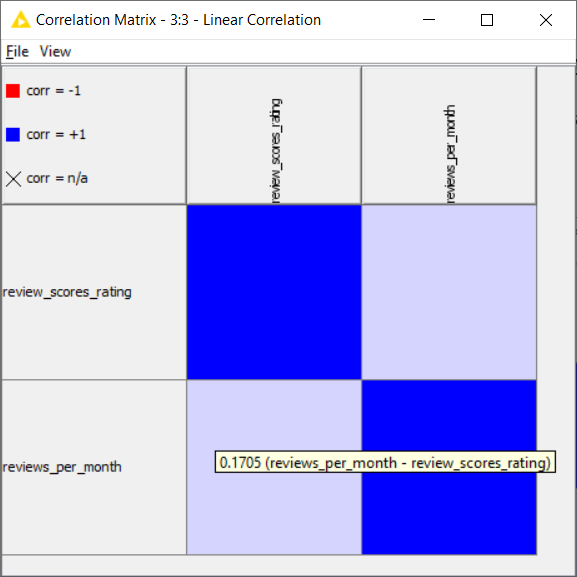 Correlation Matrix - 3:3 - Linear Correlation
File View
corr = -1
corr = +1
corr = n/a
review_scores_rating
reviews_per_month
review_scores_rating
reviews_per_month
0.1705 (reviews_per_month - review_scores_rating)